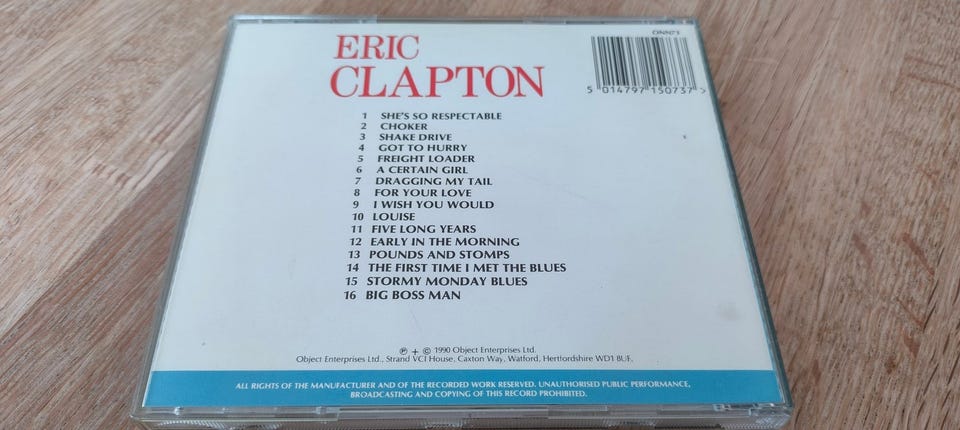 ERIC
CLAPTON
ONN73
5 014797 150737 >
1 SHE'S SO RESPECTABLE
2 CHOKER
3 SHAKE DRIVE
4 GOT TO HURRY
5 FREIGHT LOADER
6 A CERTAIN GIRL
7 DRAGGING MY TAIL
8 FOR YOUR LOVE
9 I WISH YOU WOULD
10 LOUISE
11 FIVE LONG YEARS
12 EARLY IN THE MORNING
13 POUNDS AND STOMPS
14 THE FIRST TIME I MET THE BLUES
15 STORMY MONDAY BLUES
16 BIG BOSS MAN
℗ + © 1990 Object Enterprises Ltd.
Object Enterprises Ltd., Strand VCI House, Caxton Way, Watford, Hertfordshire WD1 8UF.
ALL RIGHTS OF THE MANUFACTURER AND OF THE RECORDED WORK RESERVED. UNAUTHORISED PUBLIC PERFORMANCE,
BROADCASTING AND COPYING OF THIS RECORD PROHIBITED.